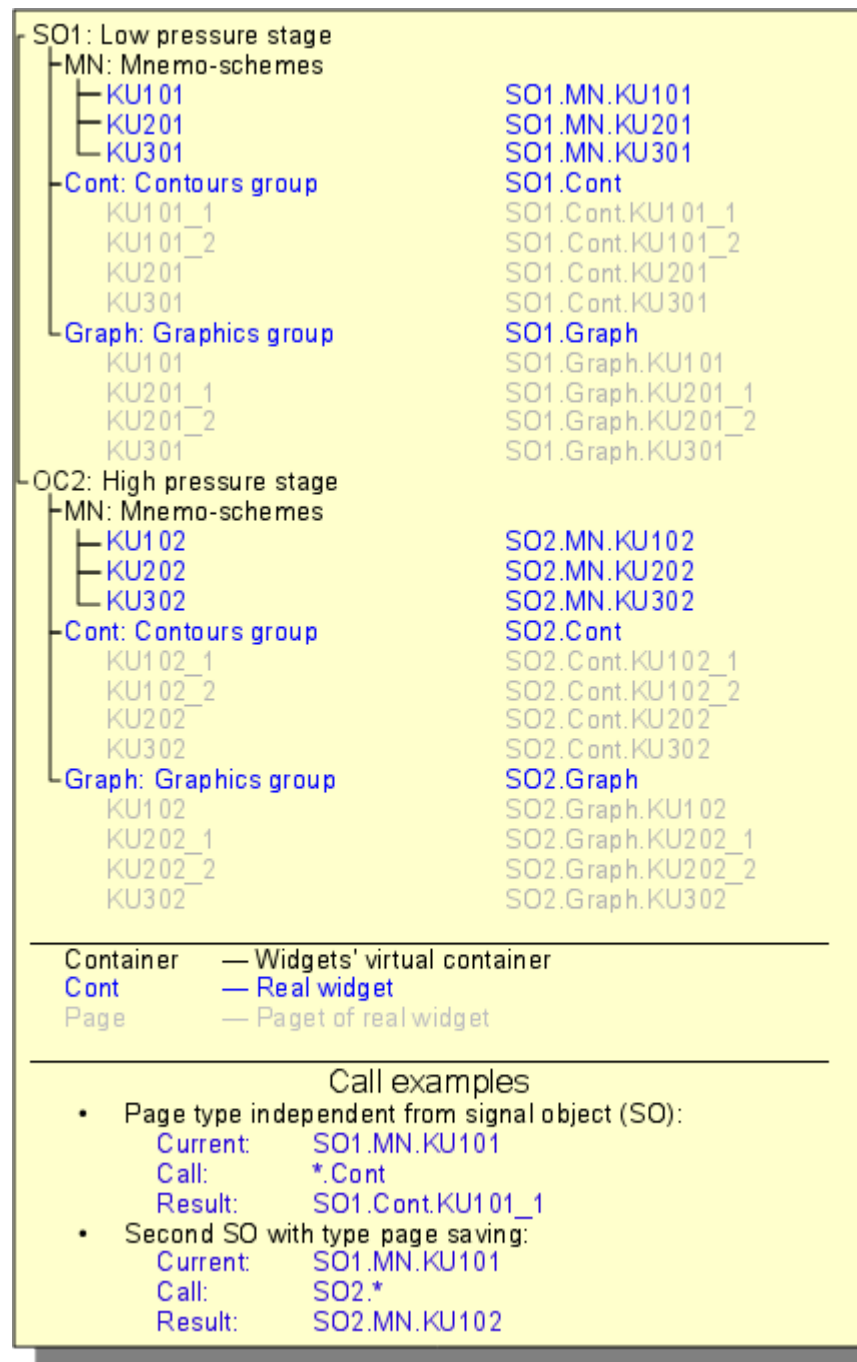 SO1: Low pressure stage
MN: Mnemo-schemes
KU101 SO1.MN.KU101
KU201 SO1.MN.KU201
KU301 SO1.MN.KU301
Cont: Contours group SO1.Cont
KU101_1 SO1.Cont.KU101_1
KU101_2 SO1.Cont.KU101_2
KU201 SO1.Cont.KU201
KU301 SO1.Cont.KU301
Graph: Graphics group SO1.Graph
KU101 SO1.Graph.KU101
KU201_1 SO1.Graph.KU201_1
KU201_2 SO1.Graph.KU201_2
KU301 SO1.Graph.KU301
OC2: High pressure stage
MN: Mnemo-schemes
KU102 SO2.MN.KU102
KU202 SO2.MN.KU202
KU302 SO2.MN.KU302
Cont: Contours group SO2.Cont
KU102_1 SO2.Cont.KU102_1
KU102_2 SO2.Cont.KU102_2
KU202 SO2.Cont.KU202
KU302 SO2.Cont.KU302
Graph: Graphics group SO2.Graph
KU102 SO2.Graph.KU102
KU202_1 SO2.Graph.KU202_1
KU202_2 SO2.Graph.KU202_2
KU302 SO2.Graph.KU302
Container — Widgets' virtual container
Cont — Real widget
Page — Paget of real widget
Call examples
• Page type independent from signal object (SO):
Current: SO1.MN.KU101
Call: *.Cont
Result: SO1.Cont.KU101_1
• Second SO with type page saving:
Current: SO1.MN.KU101
Call: SO2.*
Result: SO2.MN.KU102